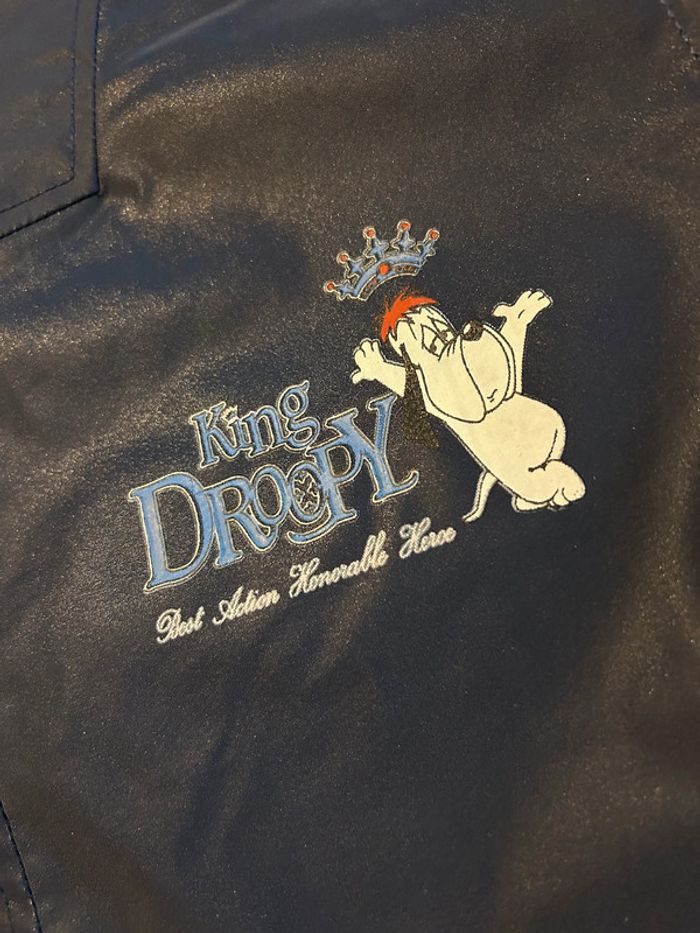 King
DROOPY
Best Action Honorable Heroe